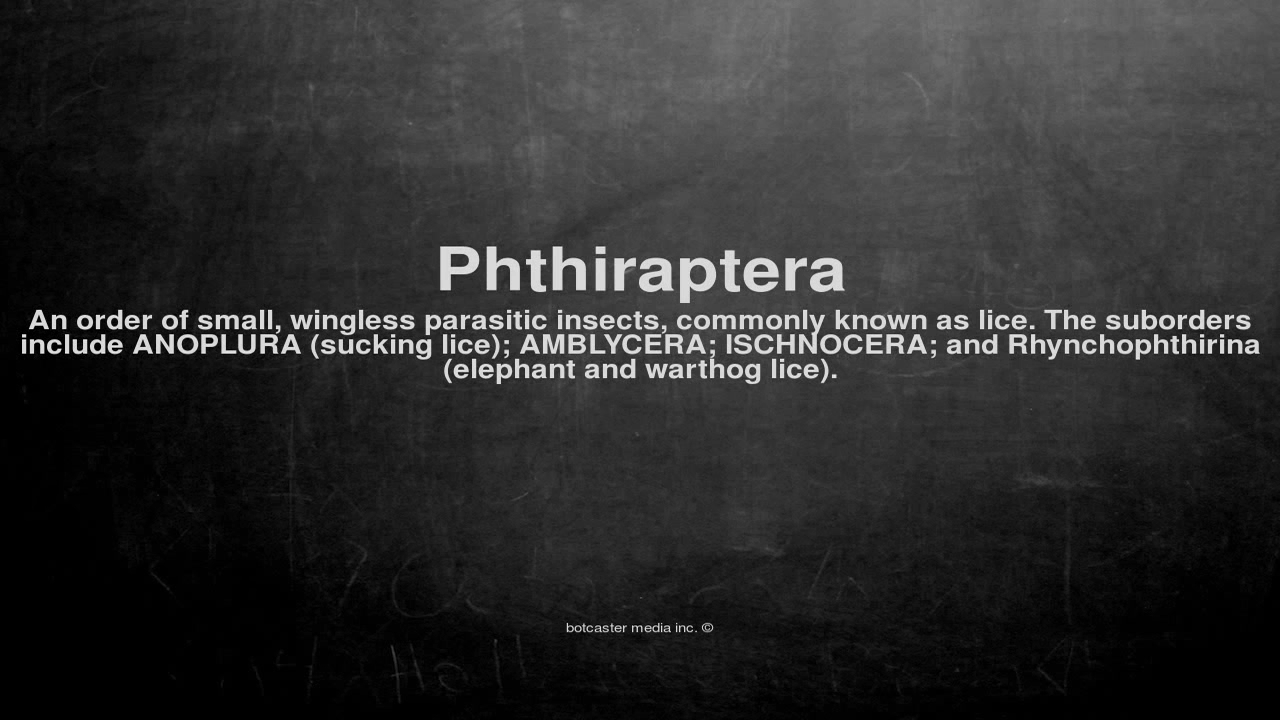 Phthiraptera
An order of small, wingless parasitic insects, commonly known as lice. The suborders
include ANOPLURA (sucking lice); AMBLYCERA; ISCHNOCERA; and Rhynchophthirina
(elephant and warthog lice).
botcaster media inc. ©